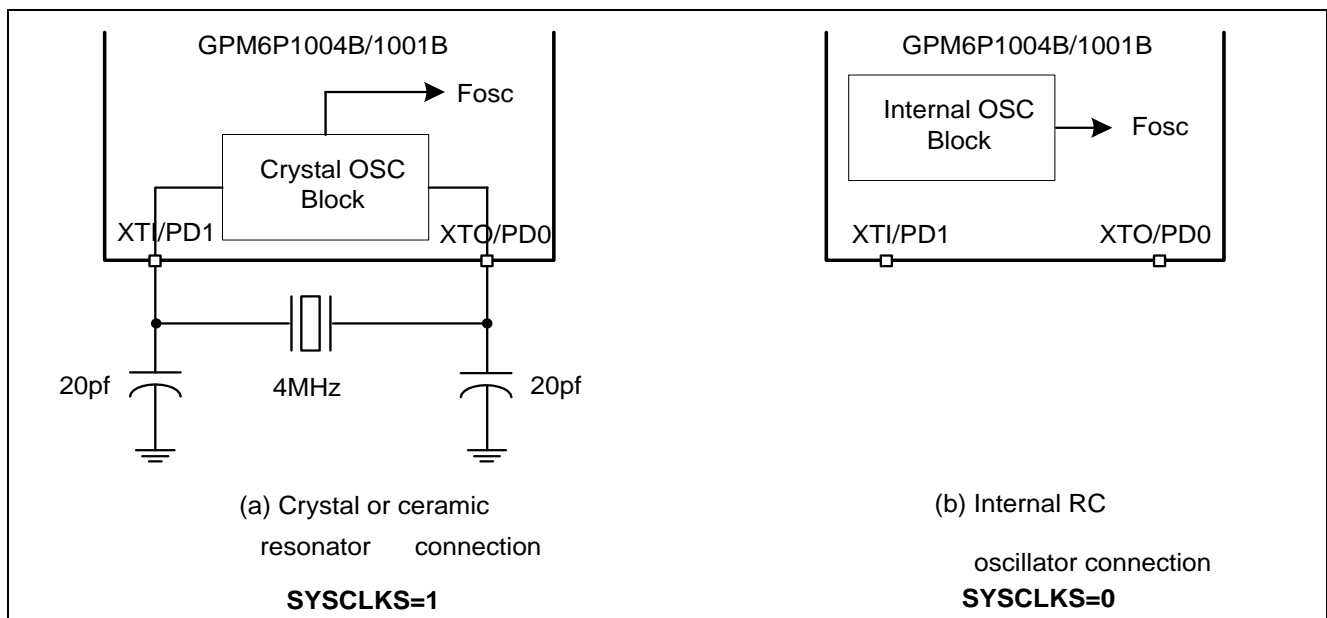 GPM6P1004B/1001B
Fosc
Crystal OSC
Block
XTI/PD1
XTO/PD0
20pf
4MHz
20pf
(a) Crystal or ceramic
resonator connection
SYSCLKS=1
GPM6P1004B/1001B
Internal OSC
Block
Fosc
XTI/PD1
XTO/PD0
(b) Internal RC
oscillator connection
SYSCLKS=0